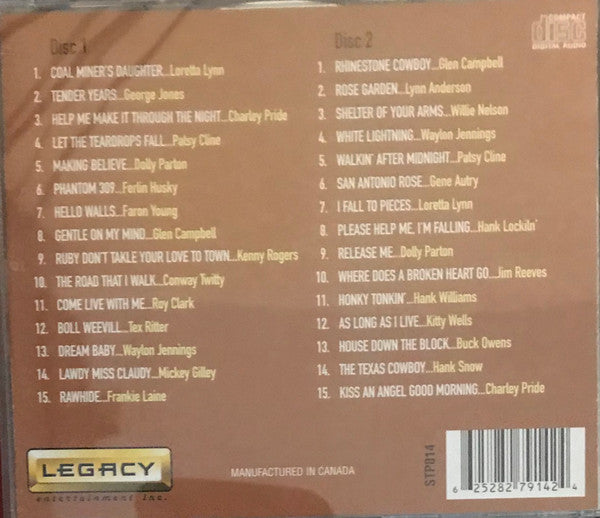 COMPACT
disc
DIGITAL AUDIO
Disc 1
1. COAL MINER'S DAUGHTER...Loretta Lynn
2. TENDER YEARS...George Jones
3. HELP ME MAKE IT THROUGH THE NIGHT...Charley Pride
4. LET THE TEARDROPS FALL...Patsy Cline
5. MAKING BELIEVE...Dolly Parton
6. PHANTOM 309...Ferlin Husky
7. HELLO WALLS...Faron Young
8. GENTLE ON MY MIND...Glen Campbell
9. RUBY DON'T TAKLE YOUR LOVE TO TOWN...Kenny Rogers
10. THE ROAD THAT I WALK...Conway Twitty
11. COME LIVE WITH ME...Roy Clark
12. BOLL WEEVILL...Tex Ritter
13. DREAM BABY...Waylon Jennings
14. LAWDY MISS CLAUDY...Mickey Gilley
15. RAWHIDE...Frankie Laine
Disc 2
1. RHINESTONE COWBOY...Glen Campbell
2. ROSE GARDEN...Lynn Anderson
3. SHELTER OF YOUR ARMS...Willie Nelson
4. WHITE LIGHTNING...Waylon Jennings
5. WALKIN' AFTER MIDNIGHT...Patsy Cline
6. SAN ANTONIO ROSE...Gene Autry
7. I FALL TO PIECES...Loretta Lynn
8. PLEASE HELP ME, I'M FALLING...Hank Lockiln'
9. RELEASE ME...Dolly Parton
10. WHERE DOES A BROKEN HEART GO...Jim Reeves
11. HONKY TONKIN'...Hank Williams
12. AS LONG AS I LIVE...Kitty Wells
13. HOUSE DOWN THE BLOCK...Buck Owens
14. THE TEXAS COWBOY...Hank Snow
15. KISS AN ANGEL GOOD MORNING...Charley Pride
LEGACY
entertainment inc.
MANUFACTURED IN CANADA
STP814
6 25282 79142 4